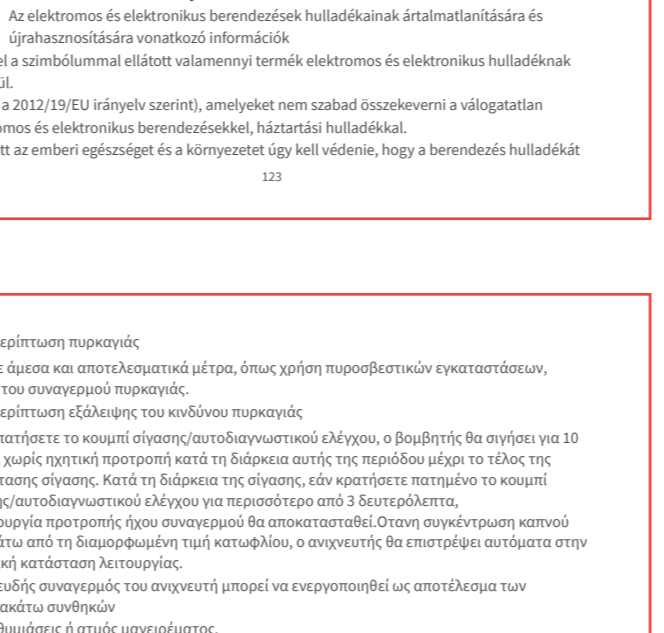 Az elektromos és elektronikus berendezések hulladékainak ártalmatlanítására és
újrahasznosítására vonatkozó információk
el a szimbólummal ellátott valamennyi termék elektromos és elektronikus hulladéknak
ül.
a 2012/19/EU irányelv szerint), amelyeket nem szabad összekeverni a válogatatlan
omos és elektronikus berendezésekkel, háztartási hulladékkal.
tt az emberi egészséget és a környezetet úgy kell védenie, hogy a berendezés hulladékát
123
ερίπτωση πυρκαγιάς
ε άμεσα και αποτελεσματικά μέτρα, όπως χρήση πυροσβεστικών εγκαταστάσεων,
του συναγερμού πυρκαγιάς.
ερίπτωση εξάλειψης του κινδύνου πυρκαγιάς
πατήσετε το κουμπί σίγασης/αυτοδιαγνωστικού ελέγχου, ο βομβητής θα σιγήσει για 10
χωρίς ηχητική προτροπή κατά τη διάρκεια αυτής της περιόδου μέχρι το τέλος της
τασης σίγασης. Κατά τη διάρκεια της σίγασης, εάν κρατήσετε πατημένο το κουμπί
ης/αυτοδιαγνωστικού ελέγχου για περισσότερο από 3 δευτερόλεπτα,
ουργία προτροπής ήχου συναγερμού θα αποκατασταθεί.Οτανη συγκέντρωση καπνού
άτω από τη διαμορφωμένη τιμή κατωφλίου, ο ανιχνευτής θα επιστρέψει αυτόματα στην
ική κατάσταση λειτουργίας.
ευδής συναγερμός του ανιχνευτή μπορεί να ενεργοποιηθεί ως αποτέλεσμα των
ακάτω συνθηκών
θυμιάσεις ή ατμός μαγειρέματος.